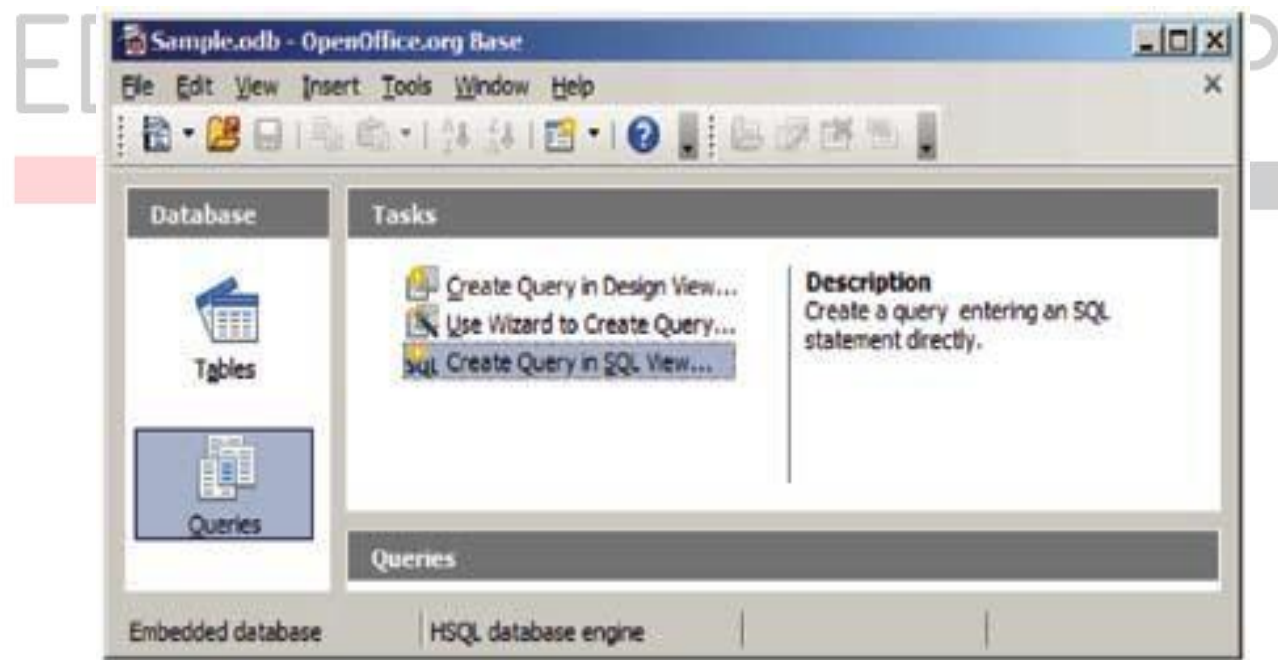 Sample.odb - OpenOffice.org Base
File Edit View Insert Tools Window Help
Database
Tables
Queries
Tasks
Create Query in Design View...
Use Wizard to Create Query...
SQL Create Query in SQL View...
Description
Create a query entering an SQL
statement directly.
Queries
Embedded database
HSQL database engine